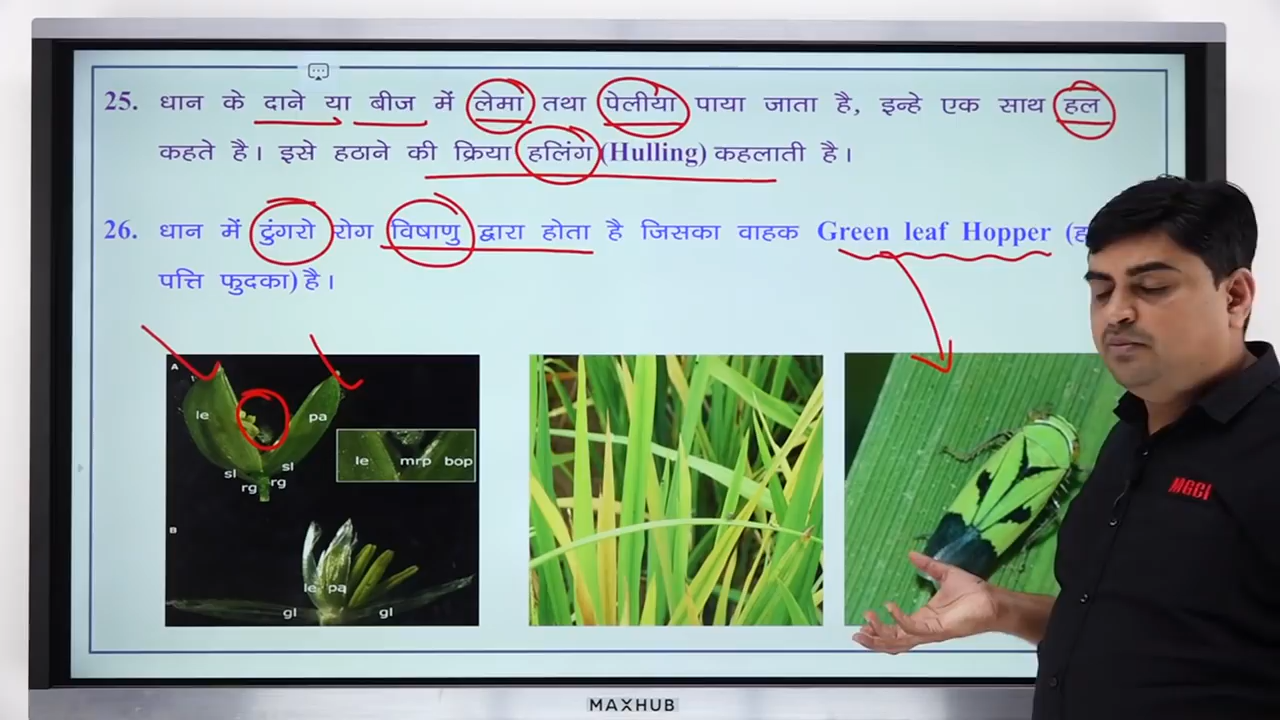 25. धान के दाने या बीज में लेमा तथा पेलीया पाया जाता है, इन्हे एक साथ हल
कहते है। इसे हठाने की क्रिया हलिंग (Hulling) कहलाती है।
26. धान में टुंगरो रोग विषाणु द्वारा होता है जिसका वाहक Green leaf Hopper
पत्ति फुदका) है।
A
le pa
sl sl
rg rg
le mrp bop
B
le pa
gl gl
MGCI
MAXHUB